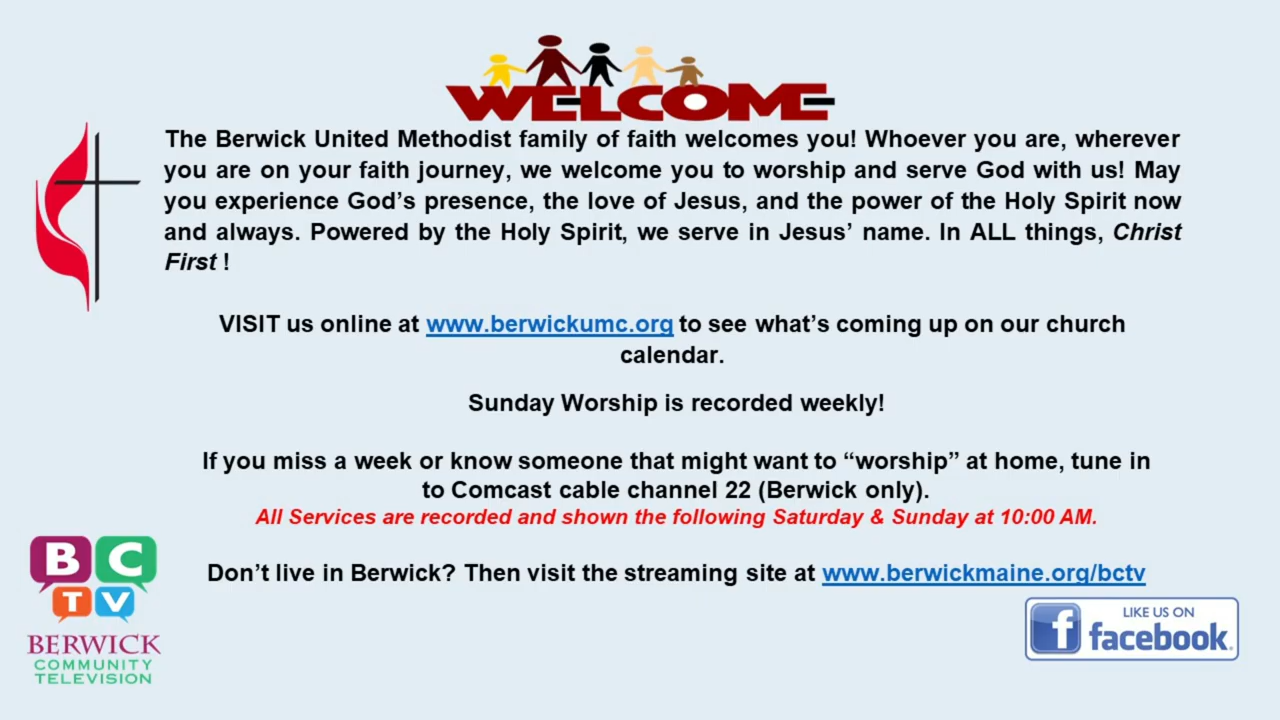 WELCOME
The Berwick United Methodist family of faith welcomes you! Whoever you are, wherever
you are on your faith journey, we welcome you to worship and serve God with us! May
you experience God’s presence, the love of Jesus, and the power of the Holy Spirit now
and always. Powered by the Holy Spirit, we serve in Jesus’ name. In ALL things, Christ
First !
VISIT us online at www.berwickumc.org to see what’s coming up on our church
calendar.
Sunday Worship is recorded weekly!
If you miss a week or know someone that might want to “worship” at home, tune in
to Comcast cable channel 22 (Berwick only).
All Services are recorded and shown the following Saturday & Sunday at 10:00 AM.
Don’t live in Berwick? Then visit the streaming site at www.berwickmaine.org/bctv
B C
T V
BERWICK
COMMUNITY
TELEVISION
LIKE US ON
f facebook